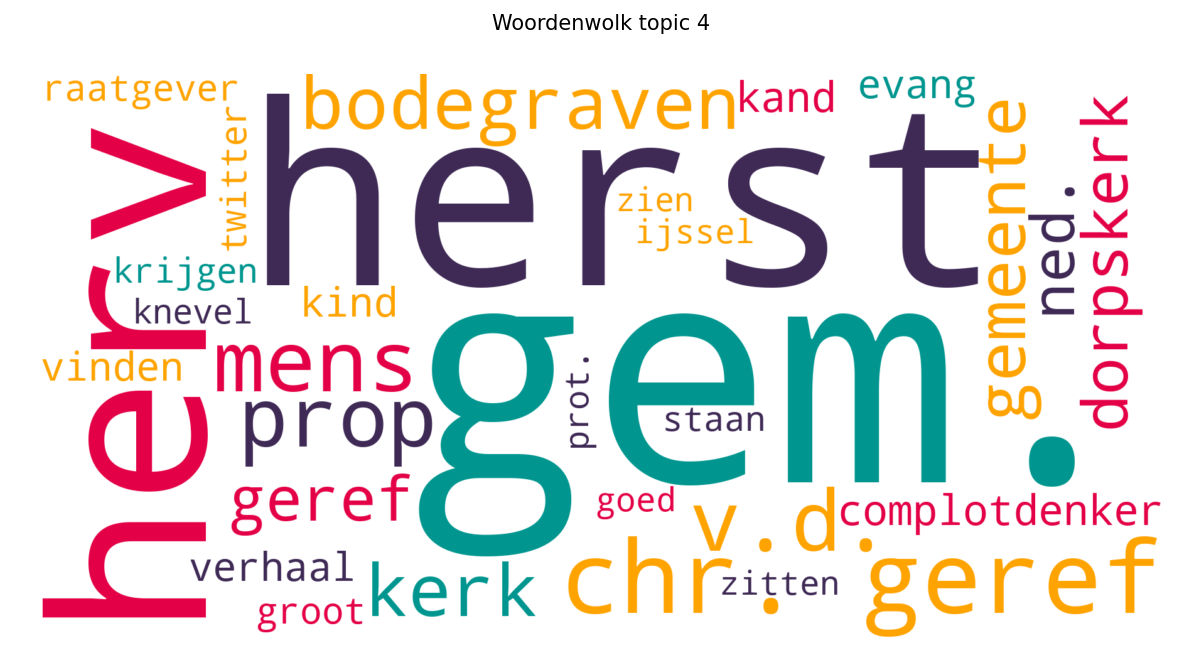 Woordenwolk topic 4
raatgever
bodegraven
kand
evang
herv
twitter
herst
zien
ijssel
gemeente
ned.
dorpskerk
krijgen
knevel
kind
vinden
mens
gem.
prop
prot.
staan
geref
goed
v.d.
complotdenker
verhaal
groot
kerk
chr.
zitten
geref